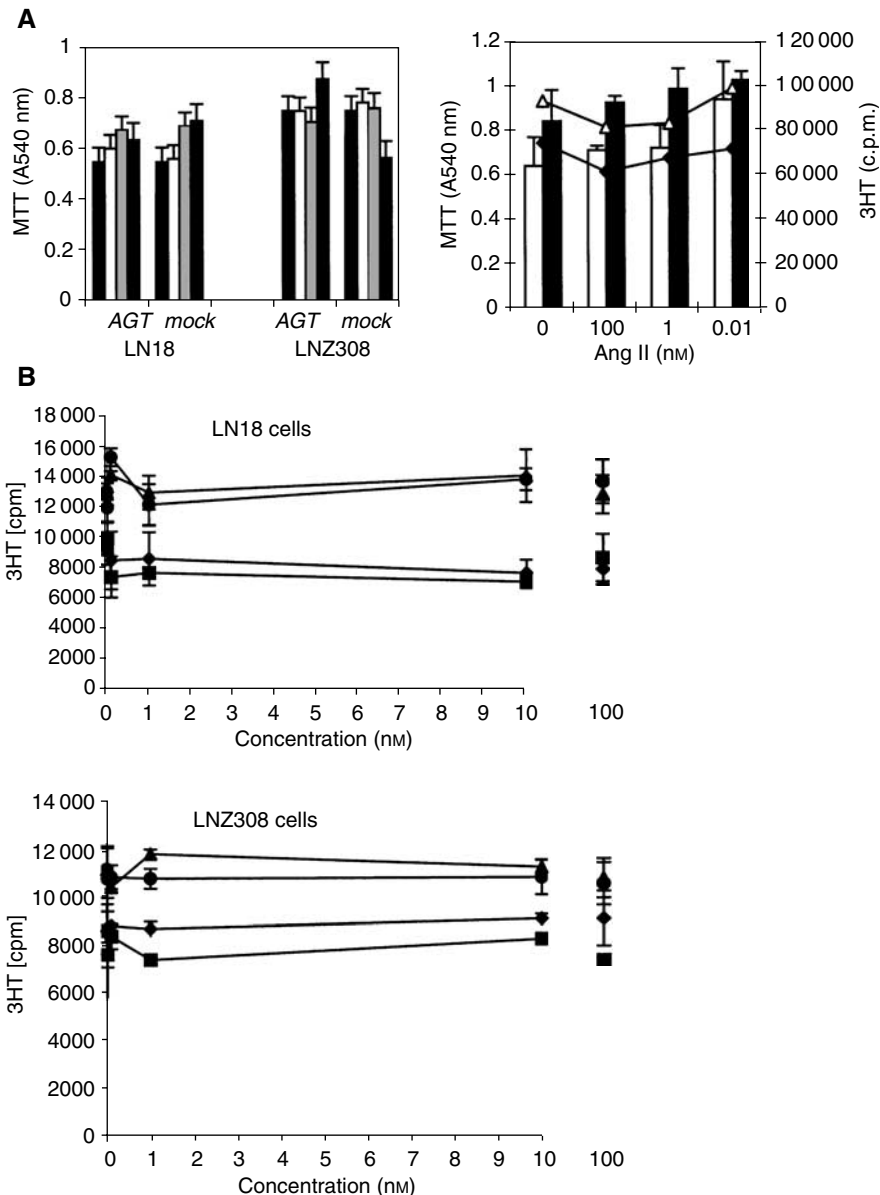 A
1
0.8
0.6
0.4
0.2
0
MTT (A540 nm)
AGT mock AGT mock
LN18 LNZ308
1.2
1
0.8
0.6
0.4
0.2
0
MTT (A540 nm)
120 000
100 000
80 000
60 000
40 000
20 000
0
3HT (c.p.m.)
0 100 1 0.01
Ang II (nM)
B
LN18 cells
18 000
16 000
14 000
12 000
10 000
8000
6000
4000
2000
0
3HT [cpm]
0 1 2 3 4 5 6 7 8 9 10 100
Concentration (nM)
LNZ308 cells
14 000
12 000
10 000
8000
6000
4000
2000
0
3HT [cpm]
0 1 2 3 4 5 6 7 8 9 10 100
Concentration (nM)